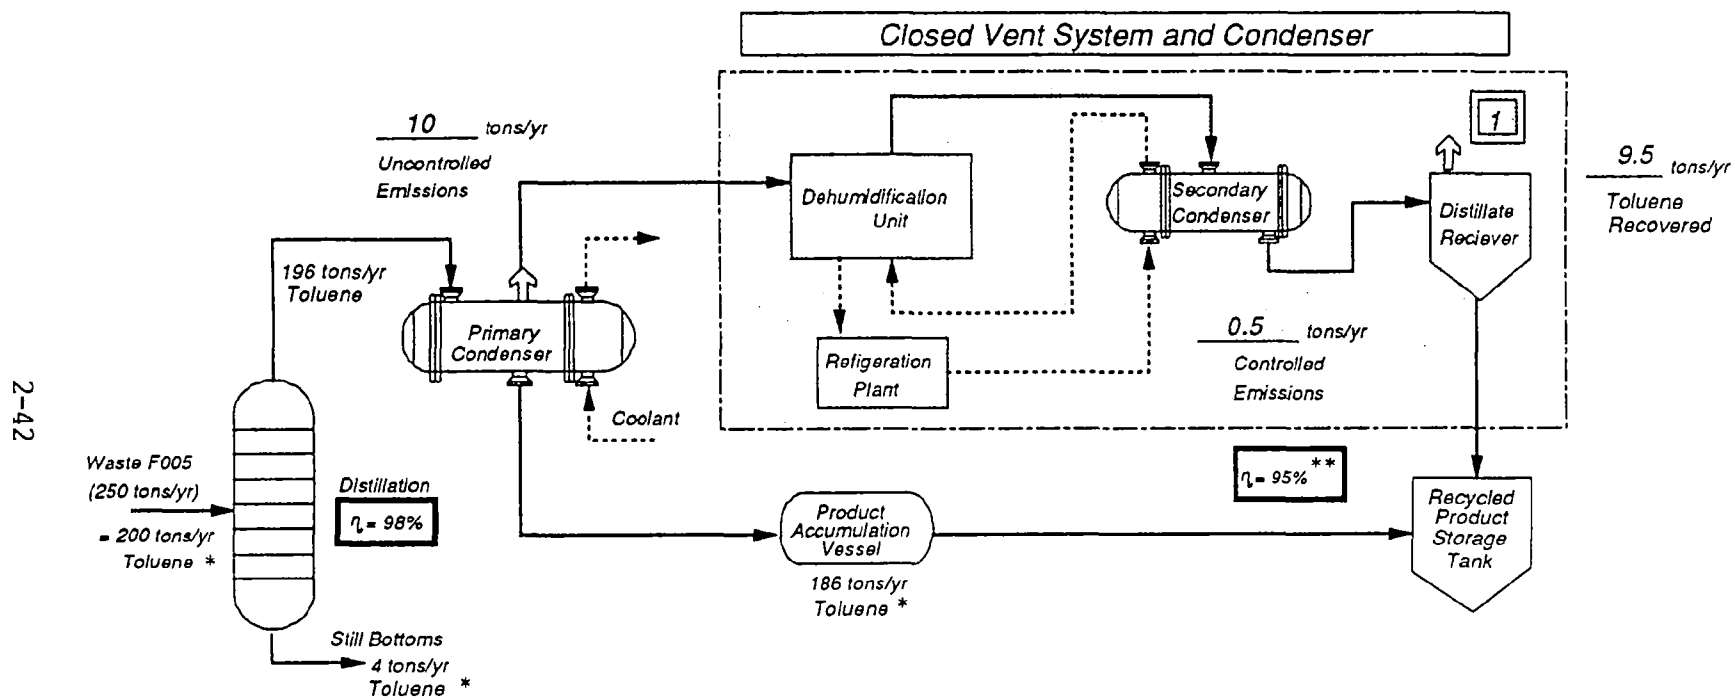 Closed Vent System and Condenser
10 tons/yr
Uncontrolled
Emissions
1
9.5 tons/yr
Toluene
Recovered
Dehumidification
Unit
Secondary
Condenser
Distillate
Reciever
196 tons/yr
Toluene
Primary
Condenser
Refigeration
Plant
0.5 tons/yr
Controlled
Emissions
Coolant
2-42
Waste F005
(250 tons/yr)
= 200 tons/yr
Toluene *
Distillation
η = 98%
η = 95% **
Product
Accumulation
Vessel
186 tons/yr
Toluene *
Recycled
Product
Storage
Tank
Still Bottoms
4 tons/yr
Toluene *